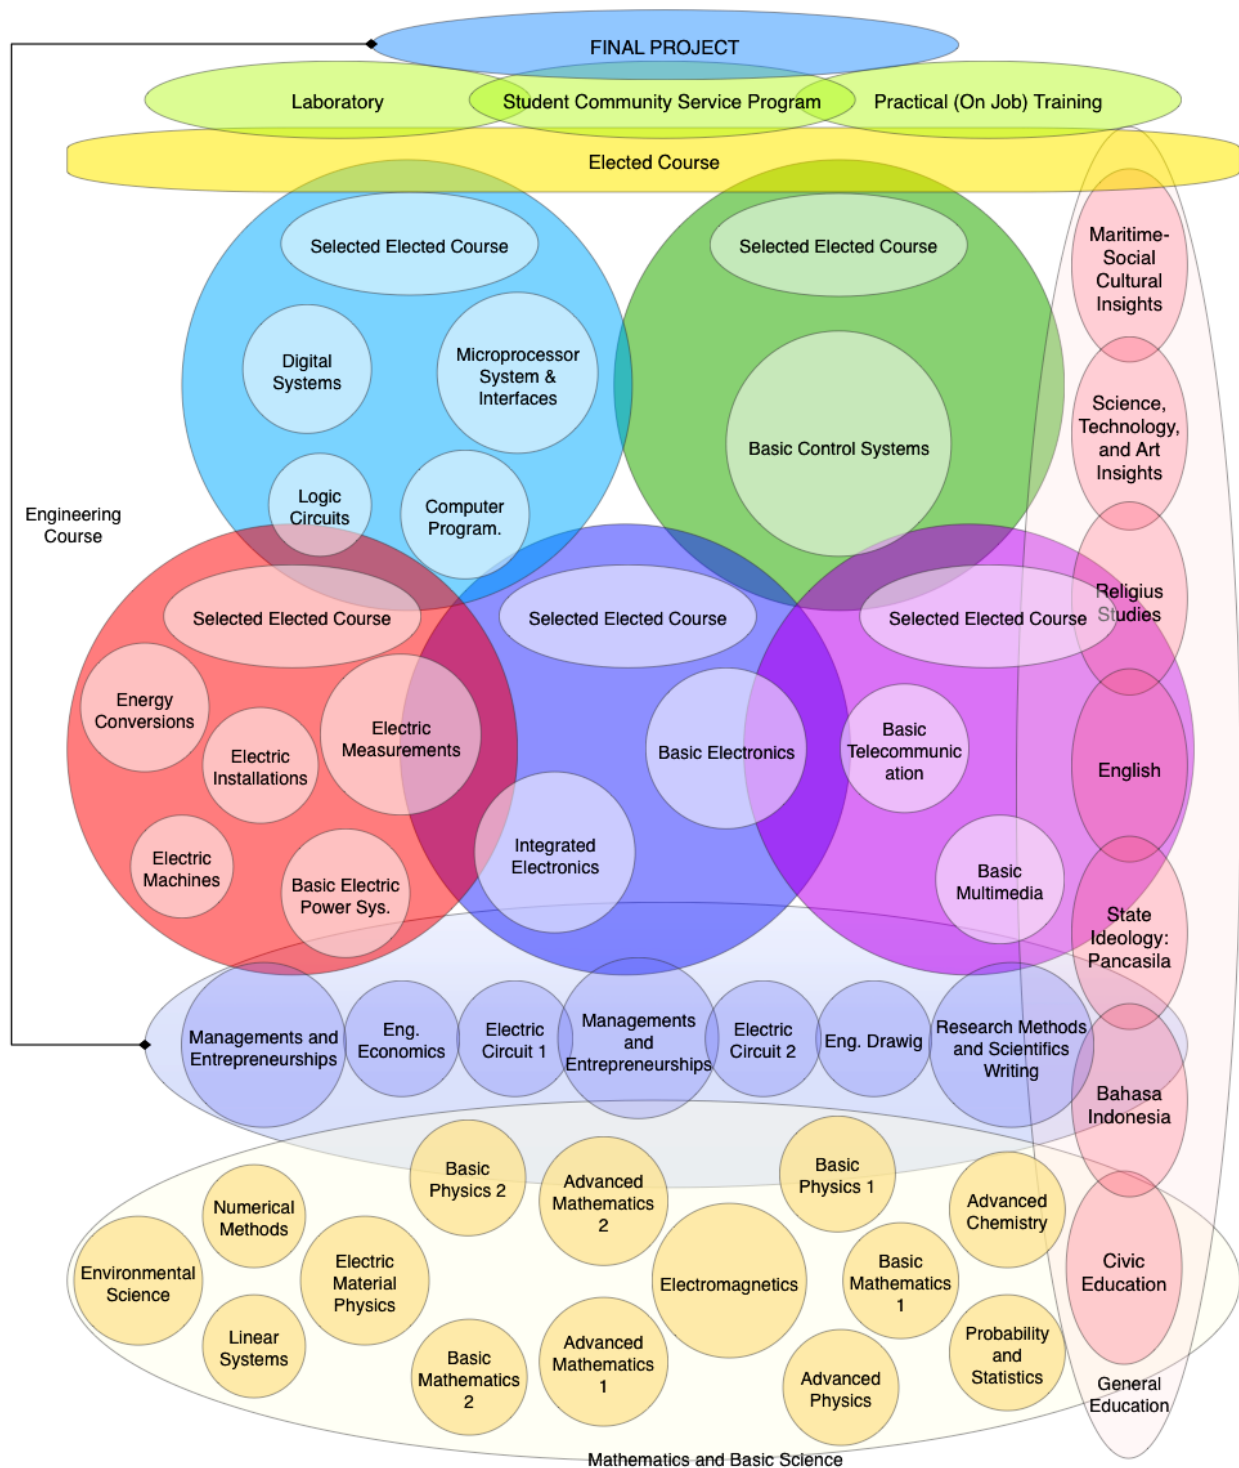 FINAL PROJECT
Laboratory
Student Community Service Program
Practical (On Job) Training
Elected Course
Selected Elected Course
Selected Elected Course
Maritime-
Social
Cultural
Insights
Digital
Systems
Microprocessor
System &
Interfaces
Basic Control Systems
Science,
Technology,
and Art
Insights
Logic
Circuits
Computer
Program.
Engineering
Course
Selected Elected Course
Selected Elected Course
Selected Elected Course
Religius
Studies
Energy
Conversions
Electric
Installations
Electric
Measurements
Basic Electronics
Basic
Telecommunic
ation
English
Electric
Machines
Basic Electric
Power Sys.
Integrated
Electronics
Basic
Multimedia
State
Ideology:
Pancasila
Managements and
Entrepreneurships
Eng.
Economics
Electric
Circuit 1
Managements
and
Entrepreneurships
Electric
Circuit 2
Eng. Drawig
Research Methods
and Scientifics
Writing
Bahasa
Indonesia
Basic
Physics 2
Advanced
Mathematics
2
Basic
Physics 1
Advanced
Chemistry
Numerical
Methods
Environmental
Science
Electric
Material
Physics
Electromagnetics
Basic
Mathematics
1
Civic
Education
Linear
Systems
Basic
Mathematics
2
Advanced
Mathematics
1
Advanced
Physics
Probability
and
Statistics
General
Education
Mathematics and Basic Science